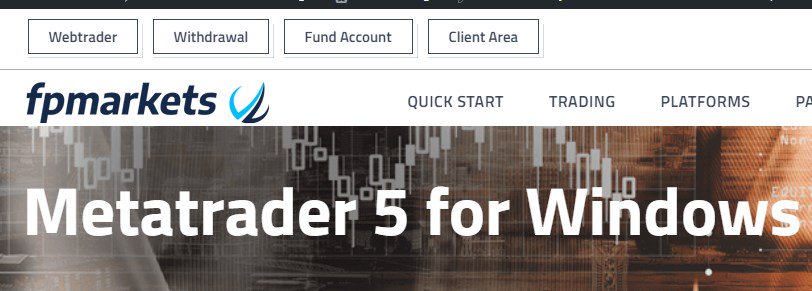 Webtrader Withdrawal Fund Account Client Area
fpmarkets QUICK START TRADING PLATFORMS PA
Metatrader 5 for Windows